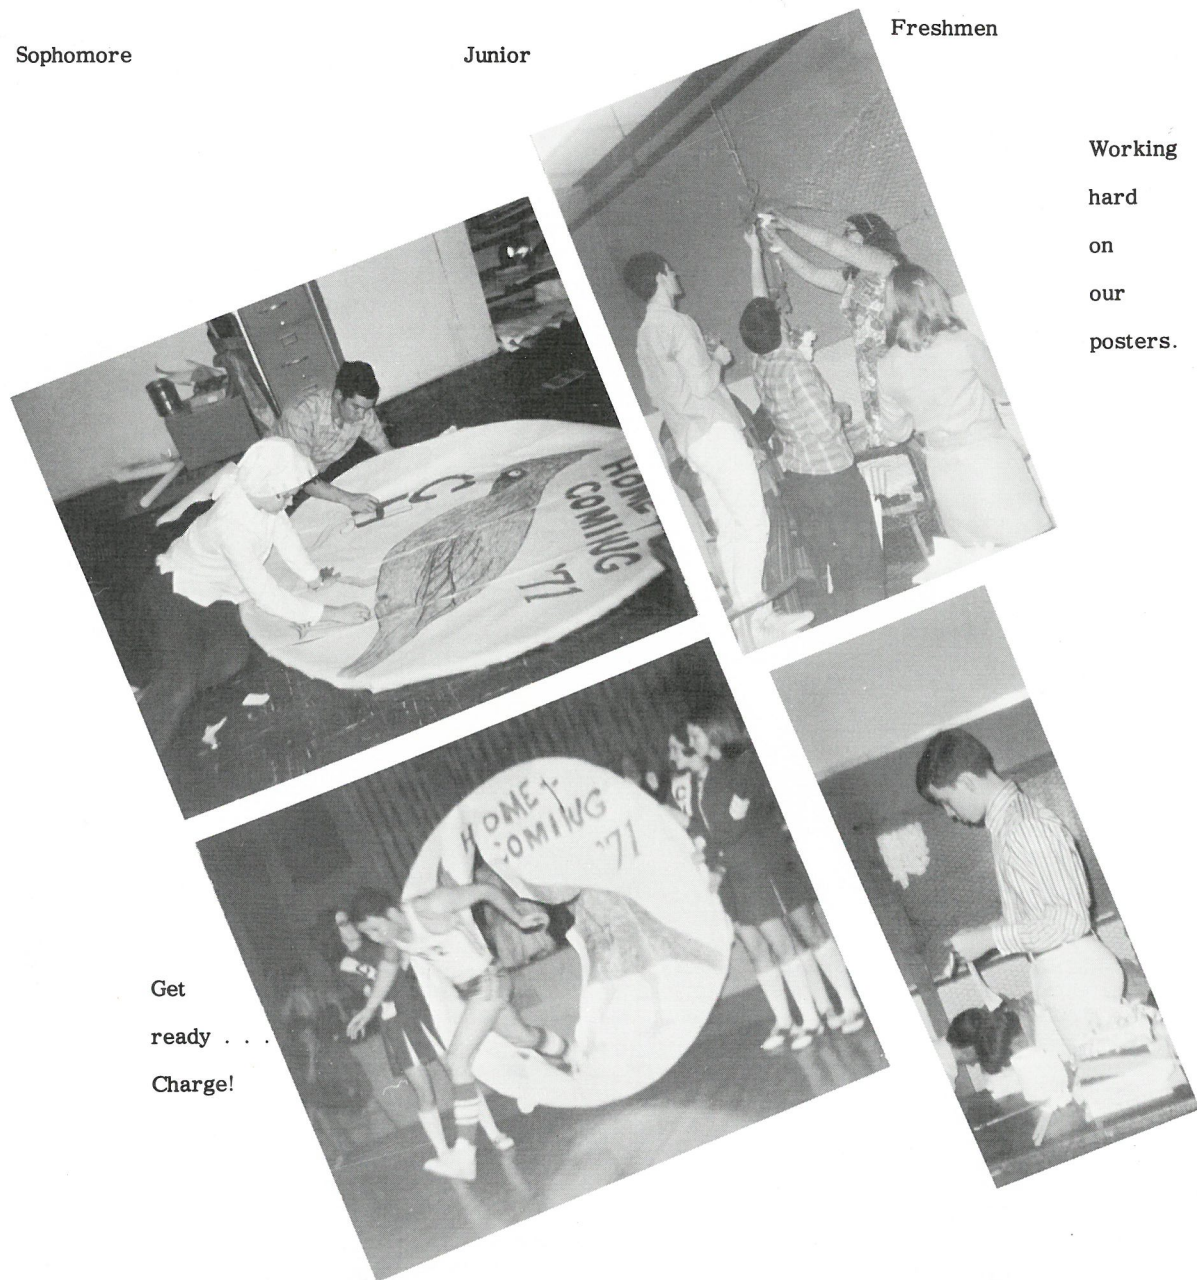 Sophomore
Junior
Freshmen
Working
hard
on
our
posters.
C
HOME
COMING
'71
HOME
COMING
'71
C
Get
ready . . .
Charge!